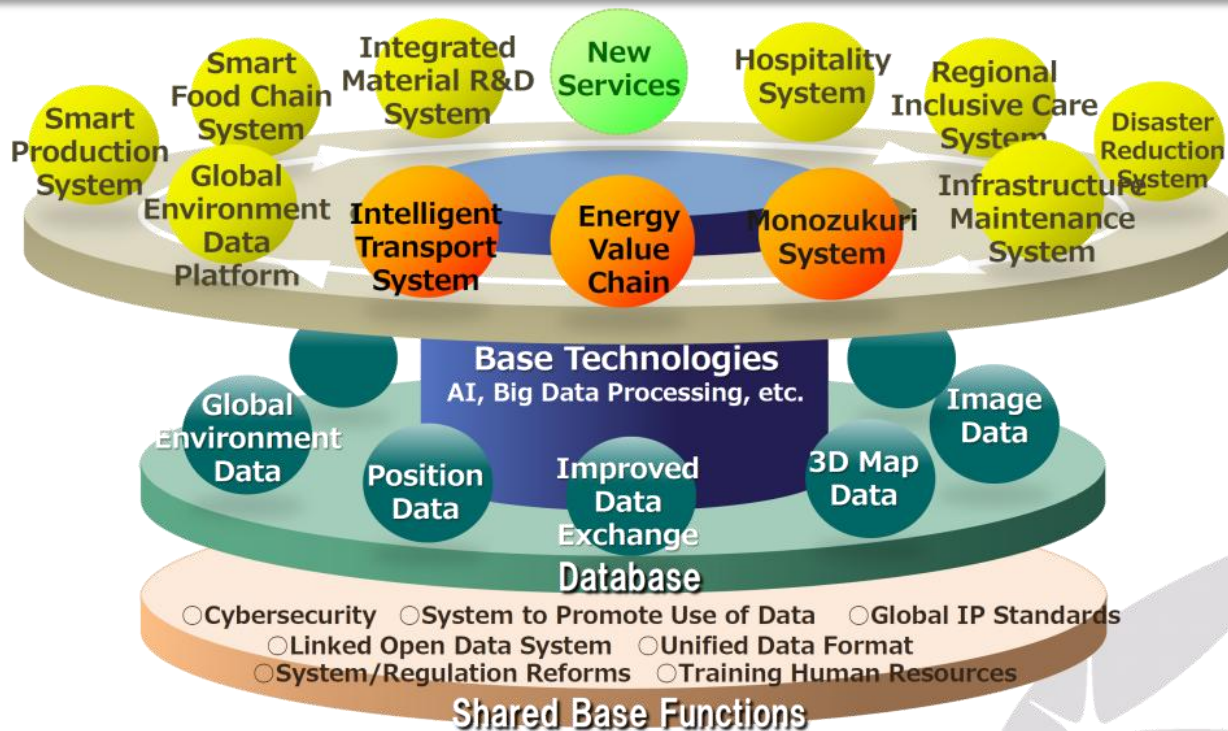 Smart
Production
System
Smart
Food Chain
System
Integrated
Material R&D
System
New
Services
Hospitality
System
Regional
Inclusive Care
System
Disaster
Reduction
System
Global
Environment
Data
Platform
Intelligent
Transport
System
Energy
Value
Chain
Monozukuri
System
Infrastructure
Maintenance
System
Base Technologies
AI, Big Data Processing, etc.
Global
Environment
Data
Position
Data
Improved
Data
Exchange
3D Map
Data
Image
Data
Database
○Cybersecurity ○System to Promote Use of Data ○Global IP Standards
○Linked Open Data System ○Unified Data Format
○System/Regulation Reforms ○Training Human Resources
Shared Base Functions